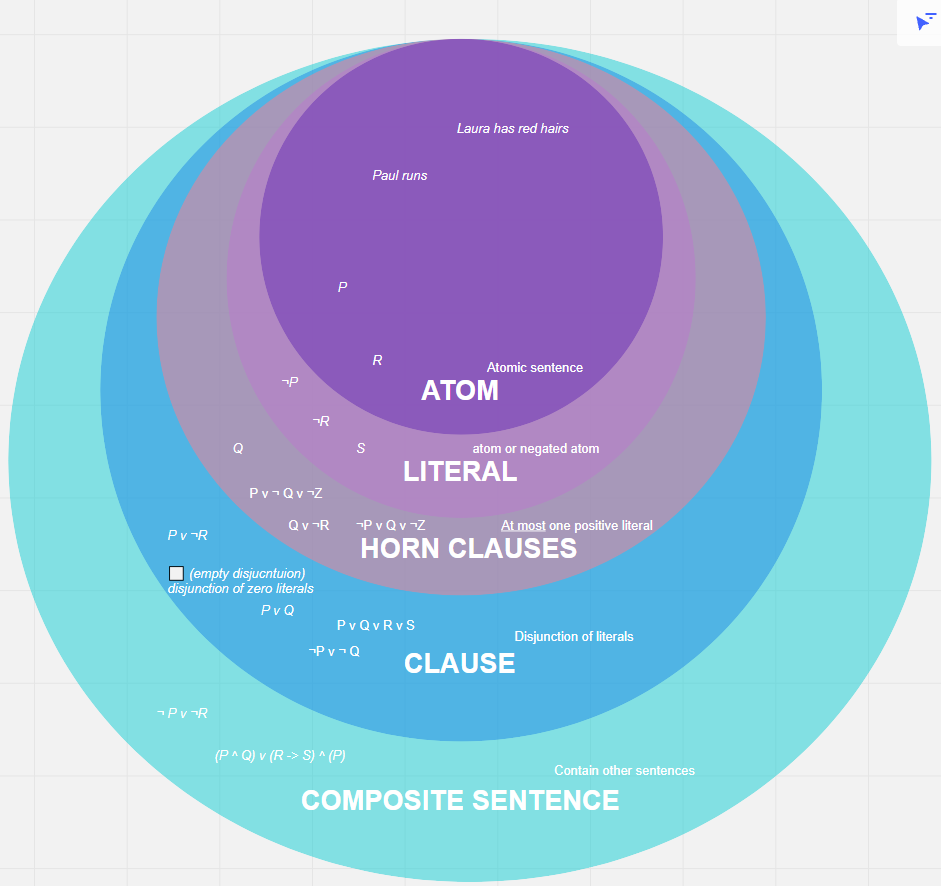 Laura has red hairs
Paul runs
P
R
Atomic sentence
ATOM
¬P
¬R
Q
S
atom or negated atom
LITERAL
P v ¬ Q v ¬Z
Q v ¬R
¬P v Q v ¬Z
At most one positive literal
P v ¬R
HORN CLAUSES
(empty disjucntuion)
disjunction of zero literals
P v Q
P v Q v R v S
Disjunction of literals
¬P v ¬ Q
CLAUSE
¬ P v ¬R
(P ^ Q) v (R -> S) ^ (P)
Contain other sentences
COMPOSITE SENTENCE